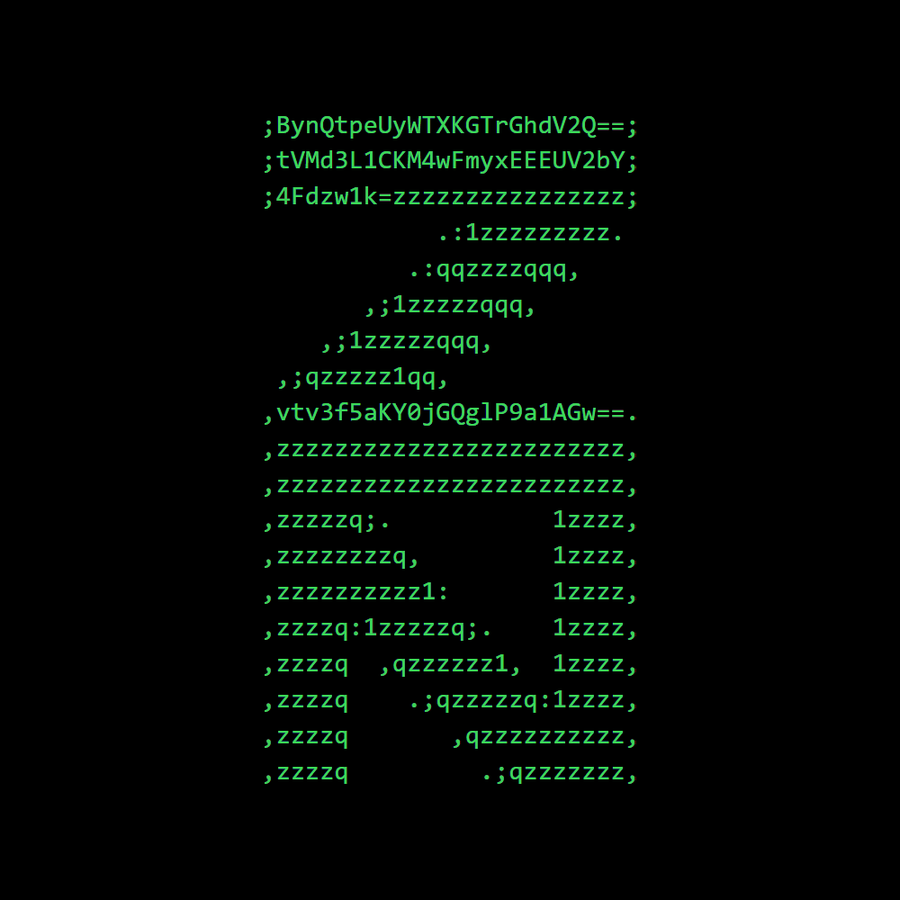 ;BynQtpeUyWTXKGTrGhdV2Q==;
;tVMd3L1CKM4wFmyxEEEUV2bY;
;4Fdzw1k=zzzzzzzzzzzzzzzz;
.:1zzzzzzzzz.
.:qqzzzzqqq,
,;1zzzzzqqq,
,;1zzzzzqqq,
,;qzzzzz1qq,
,vtv3f5aKY0jGQglP9a1AGw==.
,zzzzzzzzzzzzzzzzzzzzzzzz,
,zzzzzzzzzzzzzzzzzzzzzzzz,
,zzzzzq;.           1zzzz,
,zzzzzzzzq,         1zzzz,
,zzzzzzzzzz1:       1zzzz,
,zzzzq:1zzzzzq;.    1zzzz,
,zzzzq  ,qzzzzzz1,  1zzzz,
,zzzzq    .;qzzzzzq:1zzzz,
,zzzzq       ,qzzzzzzzzzz,
,zzzzq         .;qzzzzzzz,